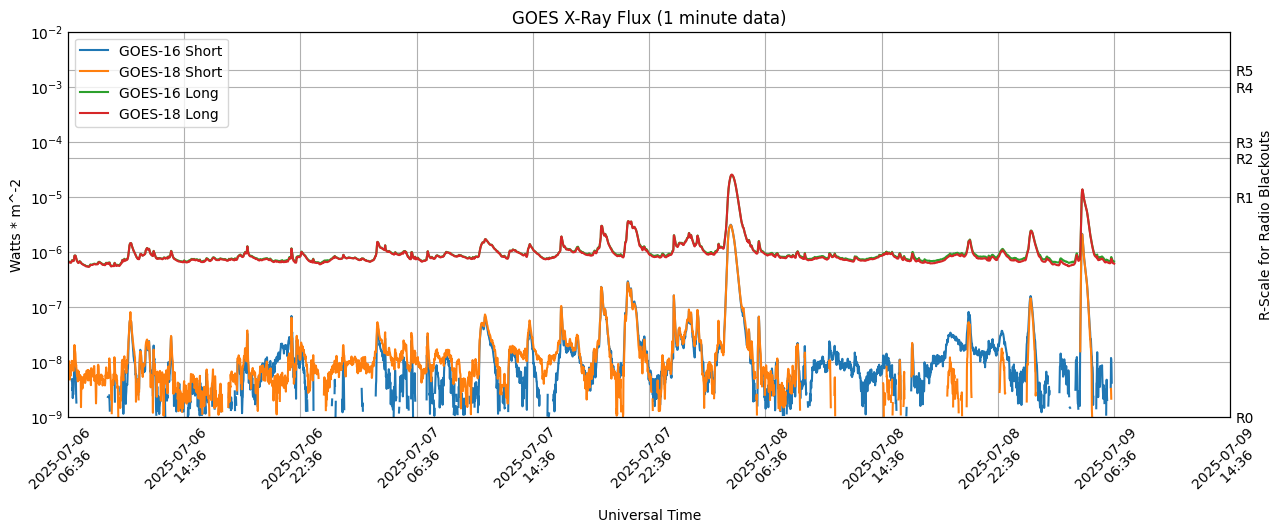 GOES X-Ray Flux (1 minute data)
GOES-16 Short
GOES-18 Short
GOES-16 Long
GOES-18 Long
10^-2
10^-3
10^-4
10^-5
10^-6
10^-7
10^-8
10^-9
Watts * m^-2
R5
R4
R3
R2
R1
R0
R-Scale for Radio Blackouts
2025-07-06
06:36
2025-07-06
14:36
2025-07-06
22:36
2025-07-07
06:36
2025-07-07
14:36
2025-07-07
22:36
2025-07-08
06:36
2025-07-08
14:36
2025-07-08
22:36
2025-07-09
06:36
2025-07-09
14:36
Universal Time